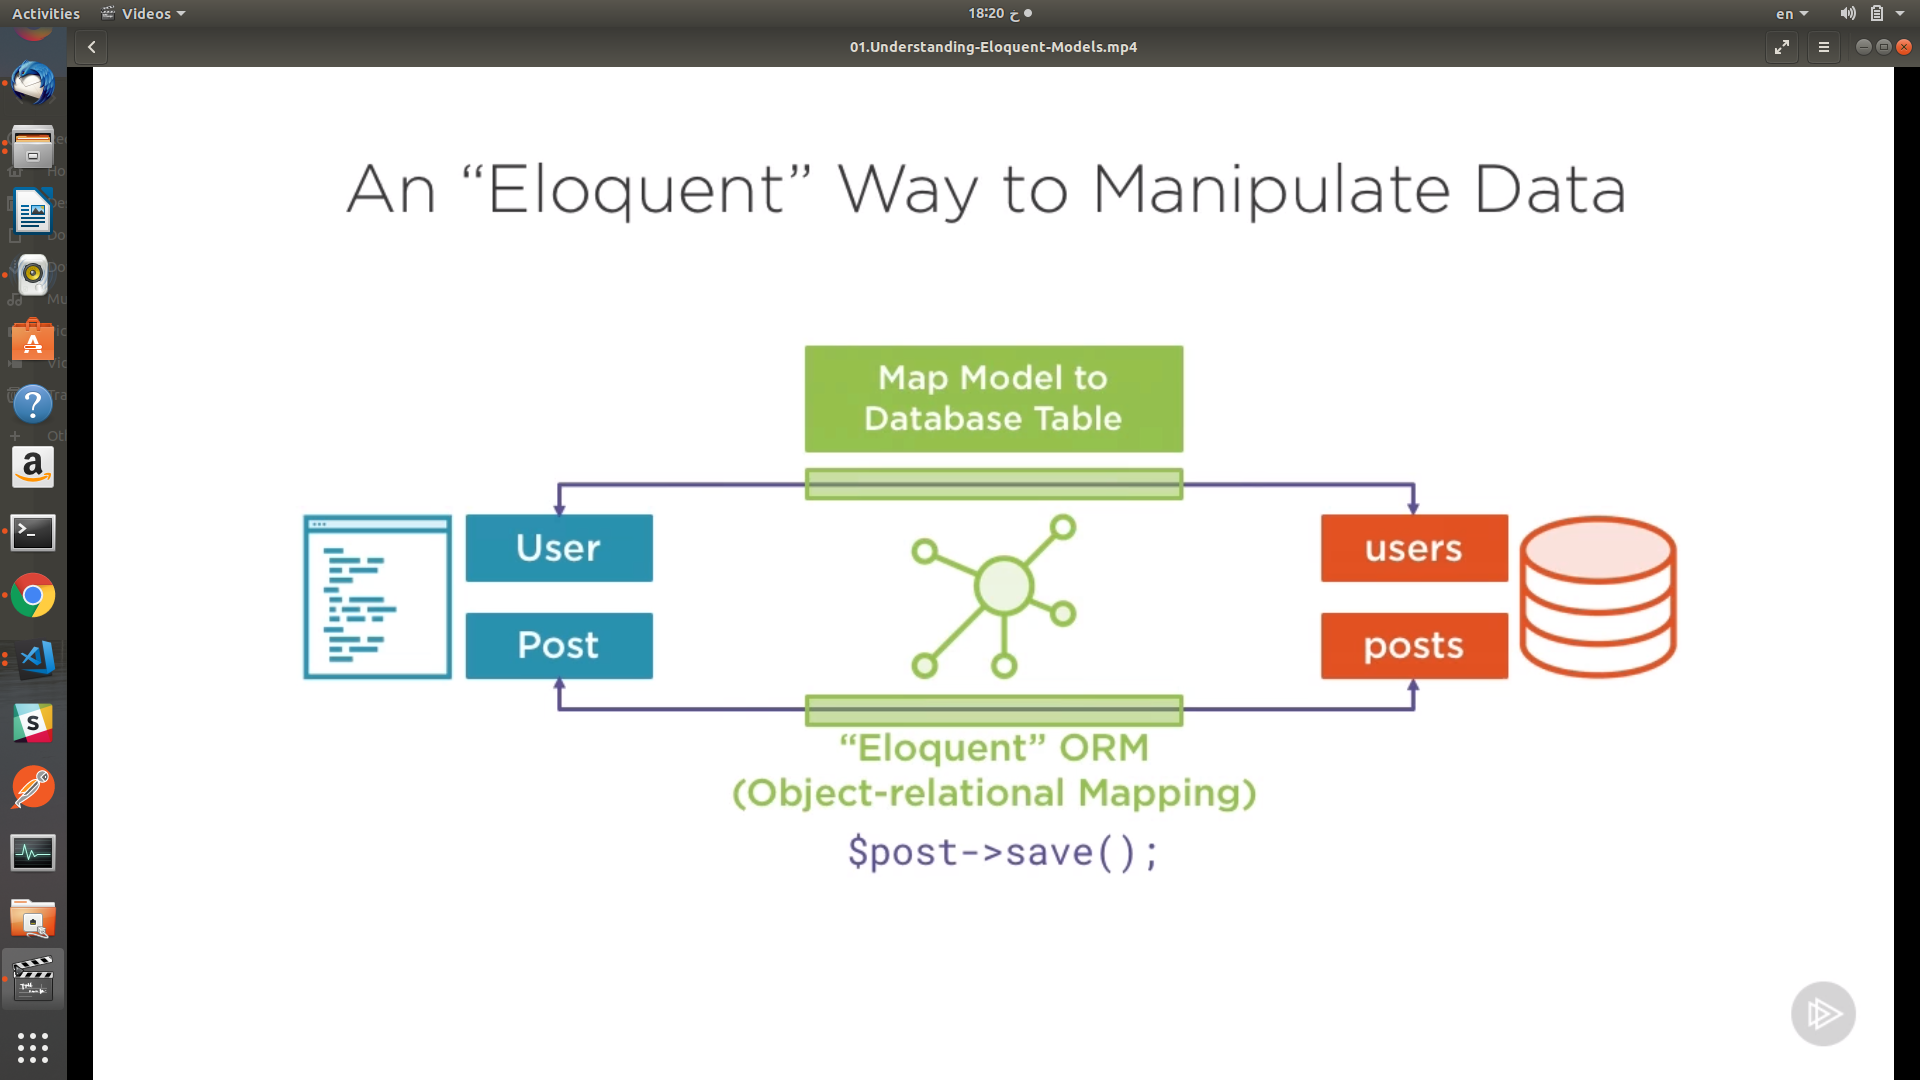 Activities
Videos
18:20 خ
en
01.Understanding-Eloquent-Models.mp4
An “Eloquent” Way to Manipulate Data
Map Model to
Database Table
User
users
Post
posts
“Eloquent” ORM
(Object-relational Mapping)
$post->save();